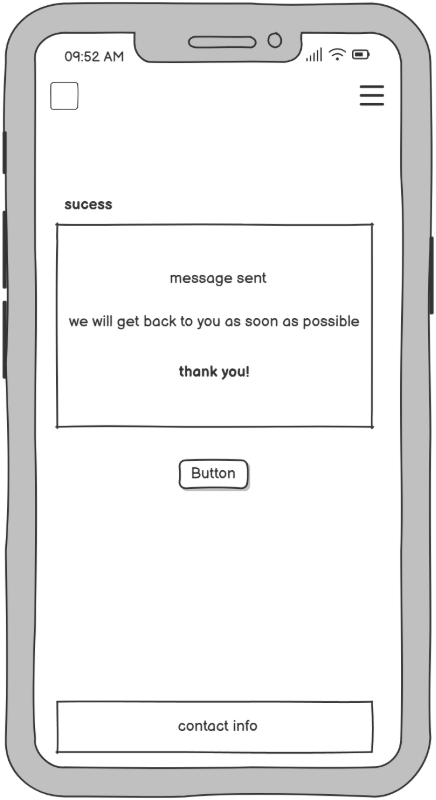 09:52 AM
sucess
message sent
we will get back to you as soon as possible
thank you!
Button
contact info